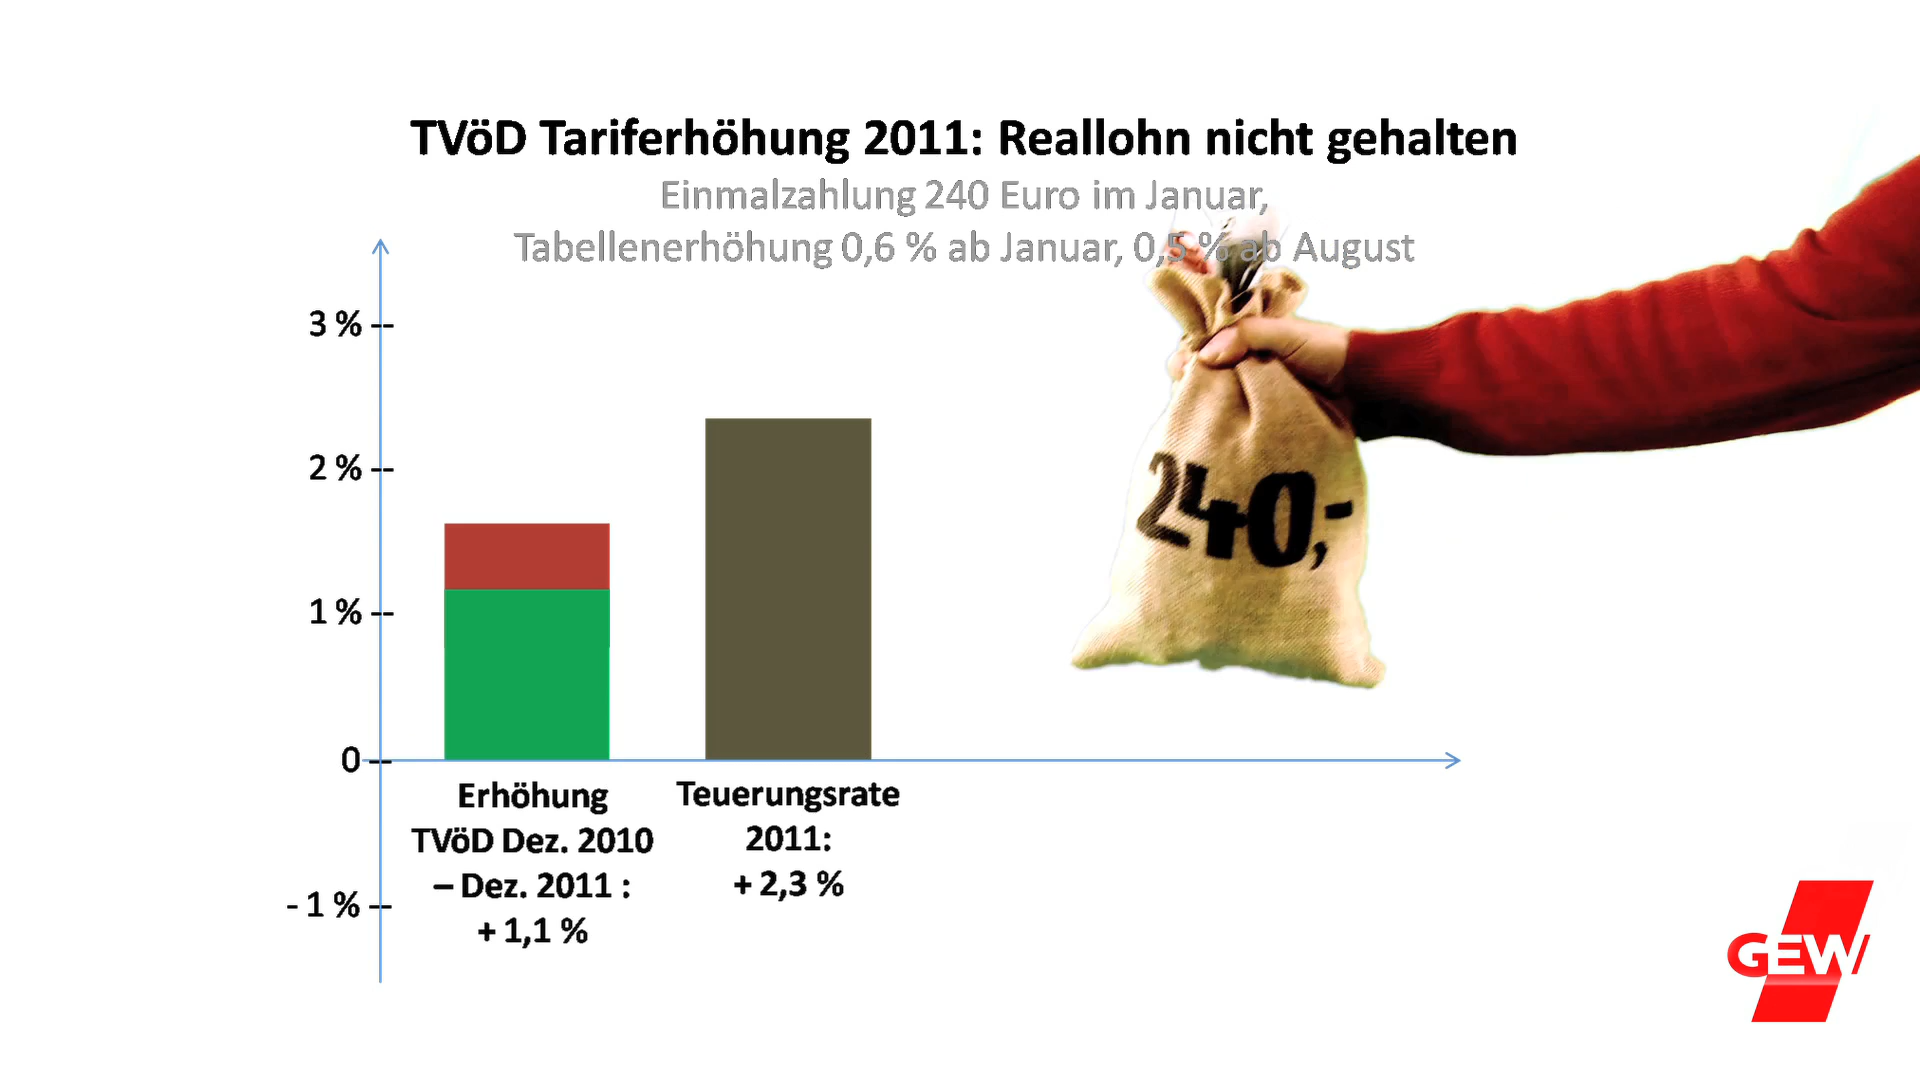 TVöD Tariferhöhung 2011: Reallohn nicht gehalten
Einmalzahlung 240 Euro im Januar,
Tabellenerhöhung 0,6 % ab Januar, 0,5 % ab August
3 %
2 %
1 %
0
- 1 %
240,-
Erhöhung
TVöD Dez. 2010
– Dez. 2011 :
+ 1,1 %
Teuerungsrate
2011:
+ 2,3 %
GEW